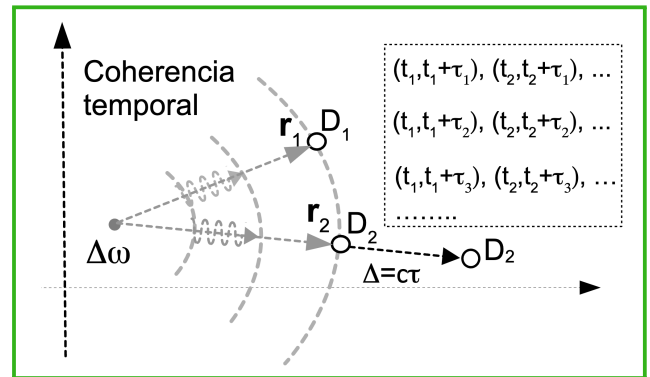 Coherencia
temporal
(t₁,t₁+τ₁), (t₂,t₂+τ₁), ...
(t₁,t₁+τ₂), (t₂,t₂+τ₂), ...
(t₁,t₁+τ₃), (t₂,t₂+τ₃), ...
........
r₁ D₁
r₂ D₂
D₂
Δω
Δ=cτ